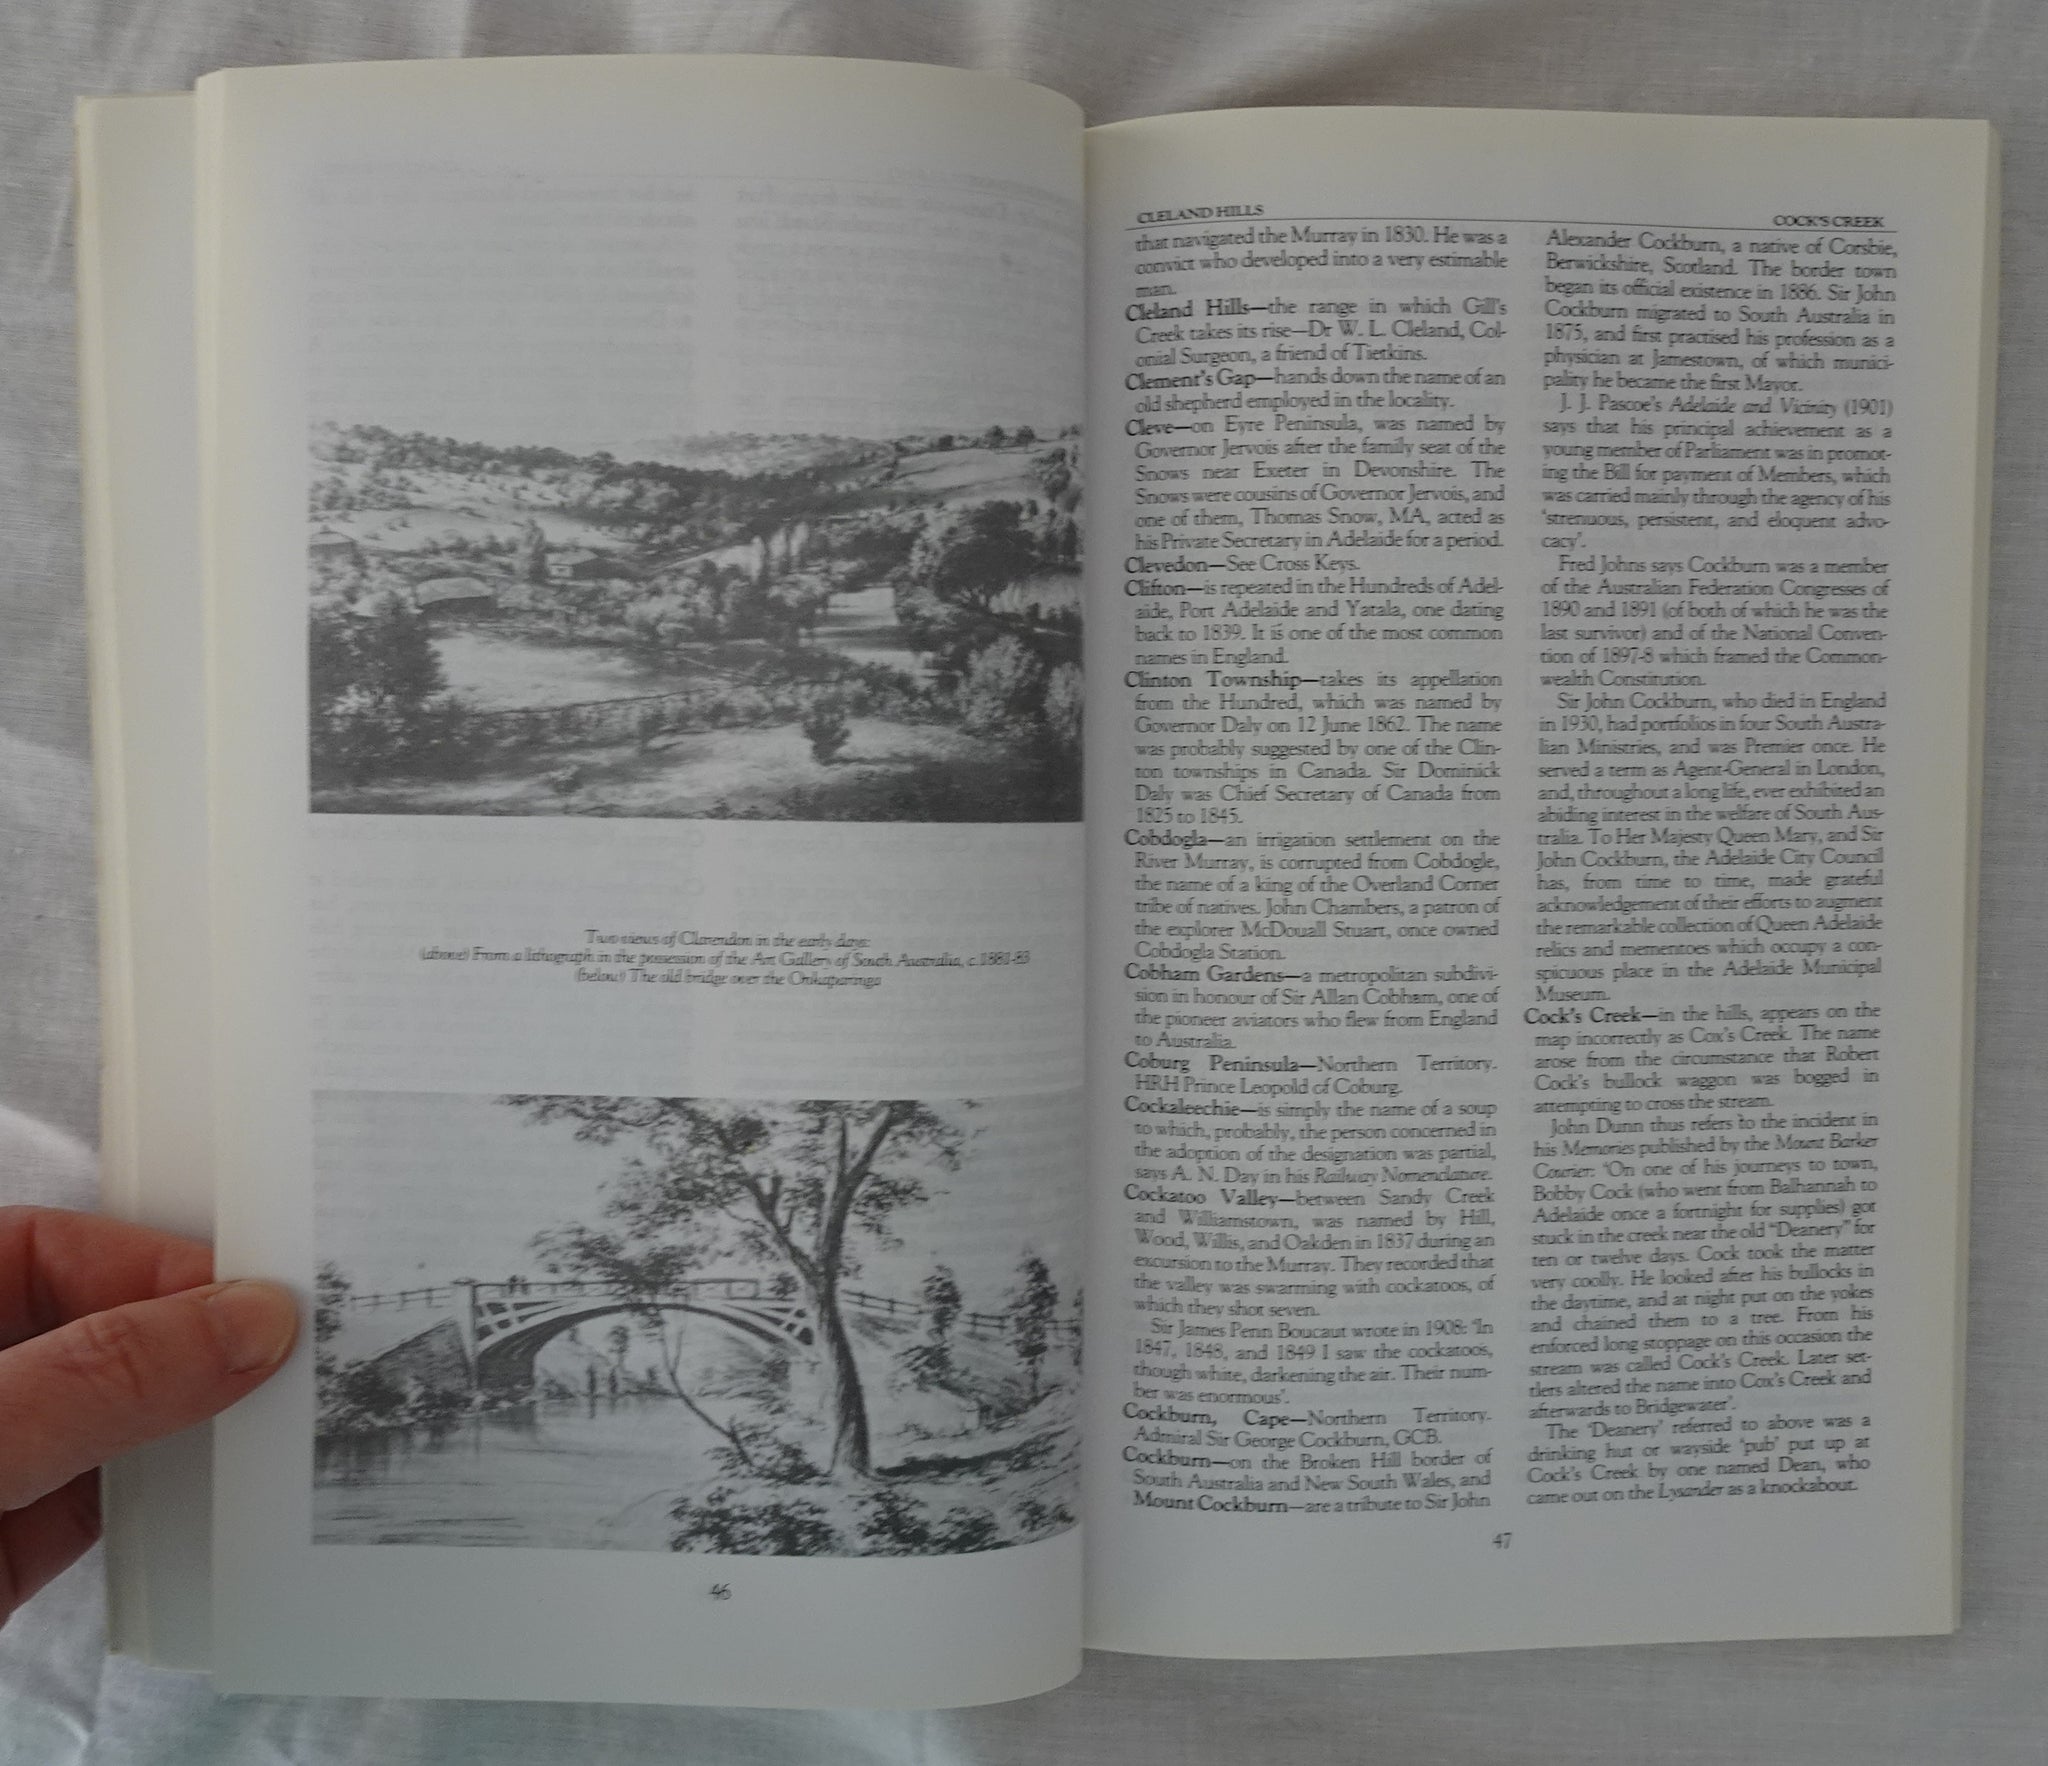 Two views of Clarendon in the early days:
(above) From a lithograph in the possession of the Art Gallery of South Australia, c.1881-83
(below) The old bridge over the Onkaparinga
46
CLELAND HILLS
COCK'S CREEK
that navigated the Murray in 1830. He was a
convict who developed into a very estimable
man.
Cleland Hills—the range in which Gill's
Creek takes its rise—Dr W. L. Cleland, Col-
onial Surgeon, a friend of Tietkins.
Clement's Gap—hands down the name of an
old shepherd employed in the locality.
Cleve—on Eyre Peninsula, was named by
Governor Jervois after the family seat of the
Snows near Exeter in Devonshire. The
Snows were cousins of Governor Jervois, and
one of them, Thomas Snow, MA, acted as
his Private Secretary in Adelaide for a period.
Clevedon—See Cross Keys.
Clifton—is repeated in the Hundreds of Adel-
aide, Port Adelaide and Yatala, one dating
back to 1839. It is one of the most common
names in England.
Clinton Township—takes its appellation
from the Hundred, which was named by
Governor Daly on 12 June 1862. The name
was probably suggested by one of the Clin-
ton townships in Canada. Sir Dominick
Daly was Chief Secretary of Canada from
1825 to 1845.
Cobdogla—an irrigation settlement on the
River Murray, is corrupted from Cobdogle,
the name of a king of the Overland Corner
tribe of natives. John Chambers, a patron of
the explorer McDouall Stuart, once owned
Cobdogla Station.
Cobham Gardens—a metropolitan subdivi-
sion in honour of Sir Allan Cobham, one of
the pioneer aviators who flew from England
to Australia.
Coburg Peninsula—Northern Territory.
HRH Prince Leopold of Coburg.
Cockaleechie—is simply the name of a soup
to which, probably, the person concerned in
the adoption of the designation was partial,
says A. N. Day in his Railway Nomenclature.
Cockatoo Valley—between Sandy Creek
and Williamstown, was named by Hill,
Wood, Willis, and Oakden in 1837 during an
excursion to the Murray. They recorded that
the valley was swarming with cockatoos, of
which they shot seven.
Sir James Penn Boucaut wrote in 1908: 'In
1847, 1848, and 1849 I saw the cockatoos,
though white, darkening the air. Their num-
ber was enormous'.
Cockburn, Cape—Northern Territory.
Admiral Sir George Cockburn, GCB.
Cockburn—on the Broken Hill border of
South Australia and New South Wales, and
Mount Cockburn—are a tribute to Sir John
Alexander Cockburn, a native of Corsbie,
Berwickshire, Scotland. The border town
began its official existence in 1886. Sir John
Cockburn migrated to South Australia in
1875, and first practised his profession as a
physician at Jamestown, of which munici-
pality he became the first Mayor.
J. J. Pascoe's Adelaide and Vicinity (1901)
says that his principal achievement as a
young member of Parliament was in promot-
ing the Bill for payment of Members, which
was carried mainly through the agency of his
'strenuous, persistent, and eloquent advo-
cacy'.
Fred Johns says Cockburn was a member
of the Australian Federation Congresses of
1890 and 1891 (of both of which he was the
last survivor) and of the National Conven-
tion of 1897-8 which framed the Common-
wealth Constitution.
Sir John Cockburn, who died in England
in 1930, had portfolios in four South Austra-
lian Ministries, and was Premier once. He
served a term as Agent-General in London,
and, throughout a long life, ever exhibited an
abiding interest in the welfare of South Aus-
tralia. To Her Majesty Queen Mary, and Sir
John Cockburn, the Adelaide City Council
has, from time to time, made grateful
acknowledgement of their efforts to augment
the remarkable collection of Queen Adelaide
relics and mementoes which occupy a con-
spicuous place in the Adelaide Municipal
Museum.
Cock's Creek—in the hills, appears on the
map incorrectly as Cox's Creek. The name
arose from the circumstance that Robert
Cock's bullock waggon was bogged in
attempting to cross the stream.
John Dunn thus refers to the incident in
his Memories published by the Mount Barker
Courier: 'On one of his journeys to town,
Bobby Cock (who went from Balhannah to
Adelaide once a fortnight for supplies) got
stuck in the creek near the old "Deanery" for
ten or twelve days. Cock took the matter
very coolly. He looked after his bullocks in
the daytime, and at night put on the yokes
and chained them to a tree. From his
enforced long stoppage on this occasion the
stream was called Cock's Creek. Later set-
tlers altered the name into Cox's Creek and
afterwards to Bridgewater'.
The 'Deanery' referred to above was a
drinking hut or wayside 'pub' put up at
Cock's Creek by one named Dean, who
came out on the Lysander as a knockabout.
47